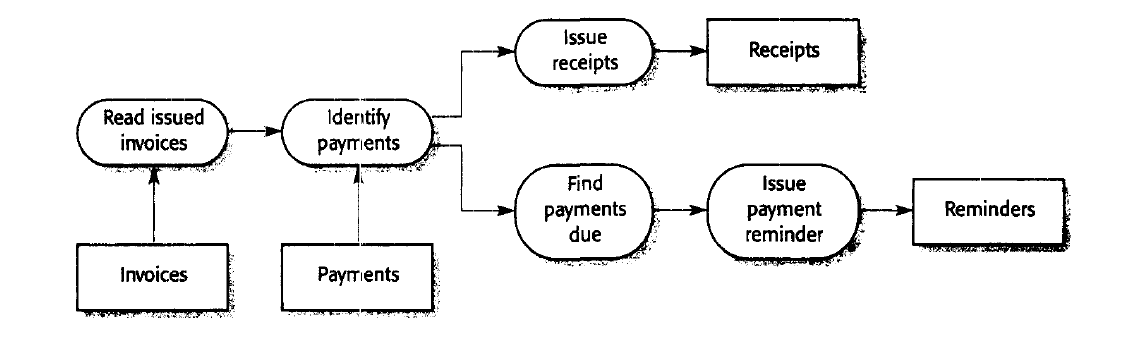 Issue
receipts
Receipts
Read issued
invoices
Identify
payments
Find
payments
due
Issue
payment
reminder
Reminders
Invoices
Payments